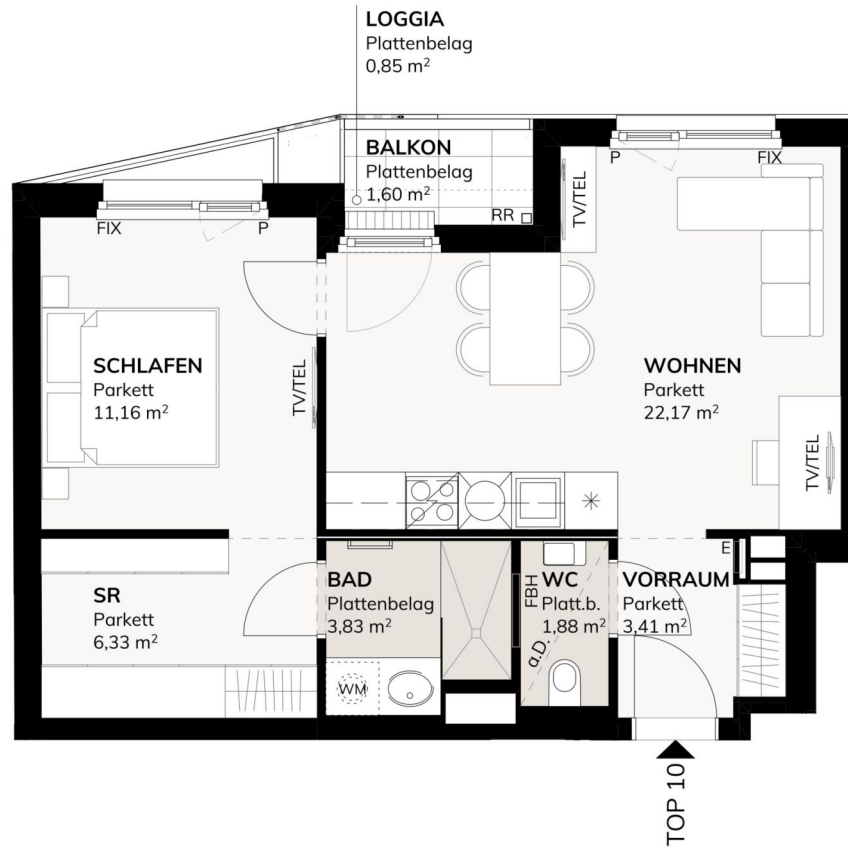 LOGGIA
Plattenbelag
0,85 m²
BALKON
Plattenbelag
1,60 m²
RR
P
FIX
TV/TEL
FIX
P
SCHLAFEN
Parkett
11,16 m²
TV/TEL
WOHNEN
Parkett
22,17 m²
TV/TEL
SR
Parkett
6,33 m²
BAD
Plattenbelag
3,83 m²
WM
FBH
WC
Platt.b.
1,88 m²
a.D.
VORRAUM
Parkett
3,41 m²
E
TOP 10